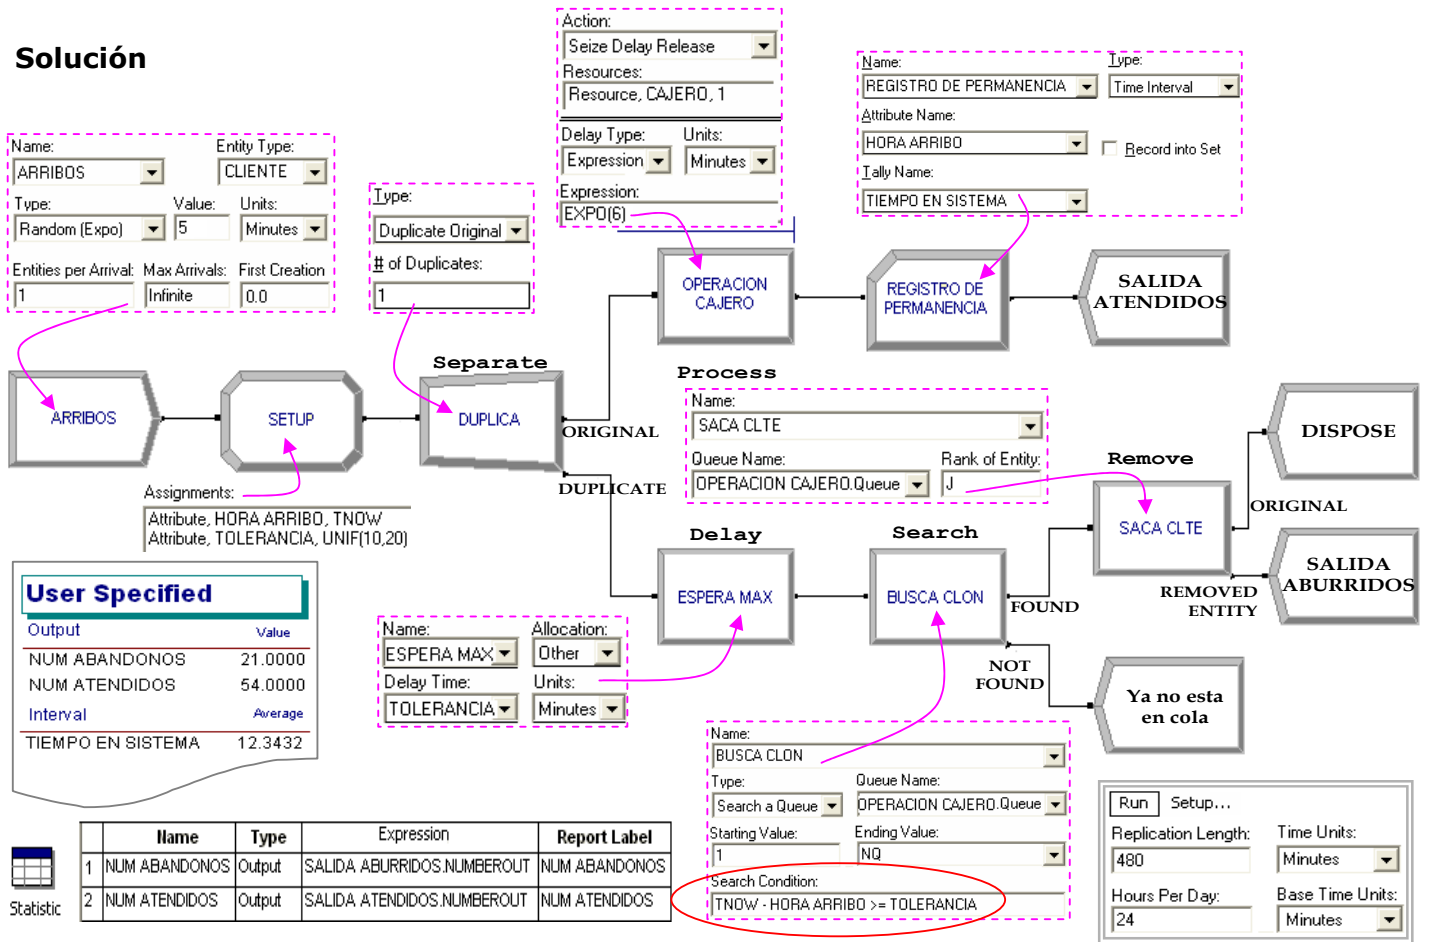 Solución
Action:
Seize Delay Release
Resources:
Resource, CAJERO, 1
Delay Type: Units:
Expression Minutes
Expression:
EXPO(6)
Name: Type:
REGISTRO DE PERMANENCIA Time Interval
Attribute Name:
HORA ARRIBO Record into Set
Tally Name:
TIEMPO EN SISTEMA
Name: Entity Type:
ARRIBOS CLIENTE
Type: Value: Units:
Random (Expo) 5 Minutes
Entities per Arrival: Max Arrivals: First Creation
1 Infinite 0.0
Type:
Duplicate Original
# of Duplicates:
1
OPERACION
CAJERO
REGISTRO DE
PERMANENCIA
SALIDA
ATENDIDOS
Separate
ARRIBOS
SETUP
DUPLICA
ORIGINAL
DUPLICATE
Process
Name:
SACA CLTE
Queue Name: Rank of Entity:
OPERACION CAJERO.Queue J
Remove
SACA CLTE
DISPOSE
ORIGINAL
SALIDA
ABURRIDOS
REMOVED
ENTITY
Assignments:
Attribute, HORA ARRIBO, TNOW
Attribute, TOLERANCIA, UNIF(10,20)
Delay
ESPERA MAX
Search
BUSCA CLON
FOUND
NOT
FOUND
Ya no esta
en cola
User Specified
Output Value
NUM ABANDONOS 21.0000
NUM ATENDIDOS 54.0000
Interval Average
TIEMPO EN SISTEMA 12.3432
Name: Allocation:
ESPERA MAX Other
Delay Time: Units:
TOLERANCIA Minutes
Name:
BUSCA CLON
Type: Queue Name:
Search a Queue OPERACION CAJERO.Queue
Starting Value: Ending Value:
1 NQ
Search Condition:
TNOW - HORA ARRIBO >= TOLERANCIA
Run Setup...
Replication Length: Time Units:
480 Minutes
Hours Per Day: Base Time Units:
24 Minutes
Statistic
Name Type Expression Report Label
1 NUM ABANDONOS Output SALIDA ABURRIDOS.NUMBEROUT NUM ABANDONOS
2 NUM ATENDIDOS Output SALIDA ATENDIDOS.NUMBEROUT NUM ATENDIDOS